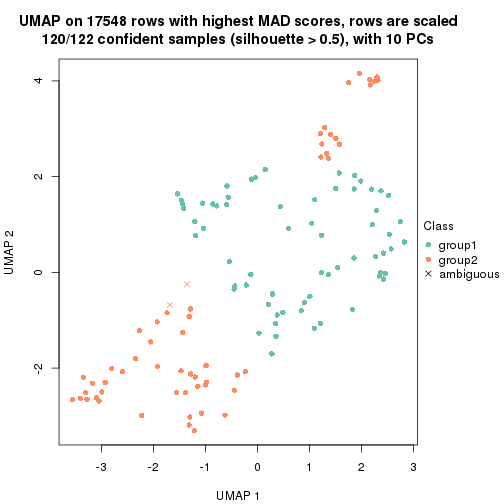 UMAP on 17548 rows with highest MAD scores, rows are scaled
120/122 confident samples (silhouette > 0.5), with 10 PCs
4
2
0
-2
UMAP 2
-3
-2
-1
0
1
2
3
UMAP 1
Class
group1
group2
ambiguous